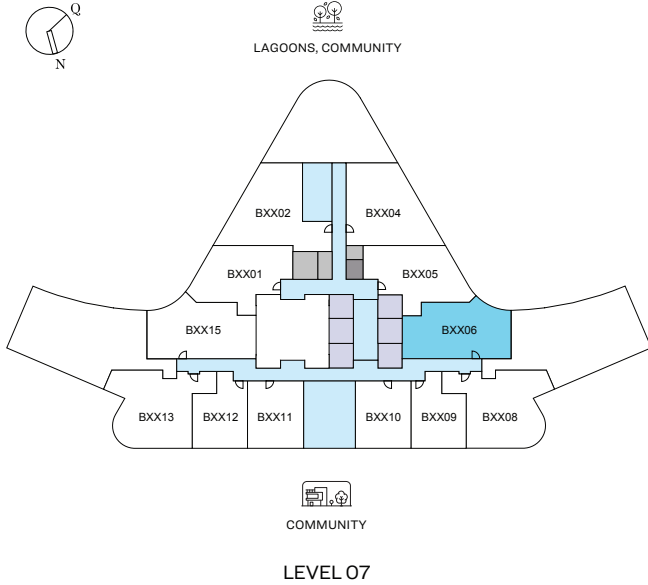 Q
N
LAGOONS, COMMUNITY
BXX02 BXX04
BXX01 BXX05
BXX15 BXX06
BXX13 BXX12 BXX11 BXX10 BXX09 BXX08
COMMUNITY
LEVEL 07